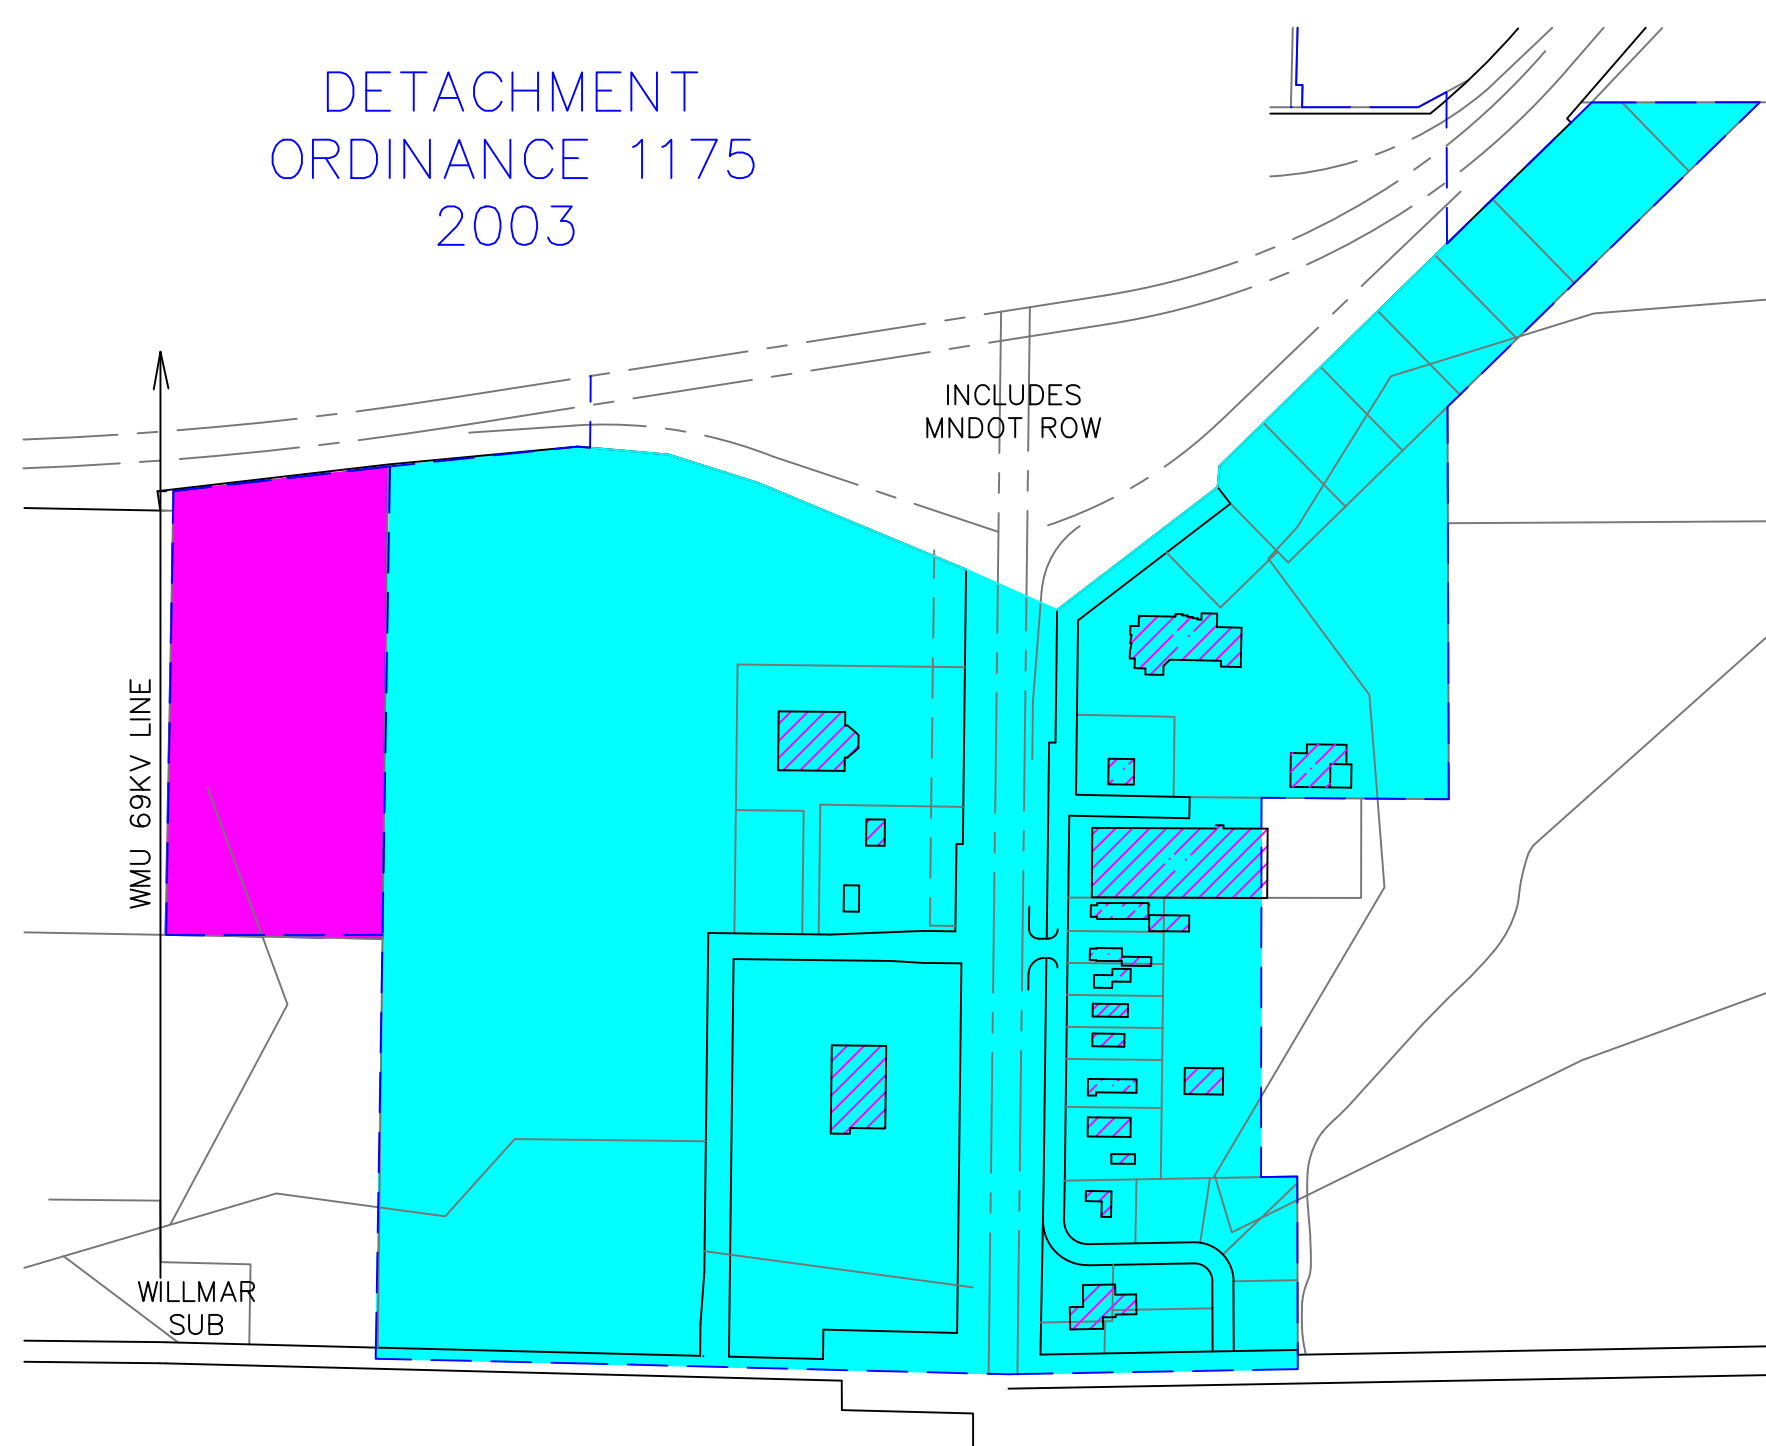 DETACHMENT
ORDINANCE 1175
2003
INCLUDES
MNDOT ROW
WMU 69KV LINE
WILLMAR
SUB